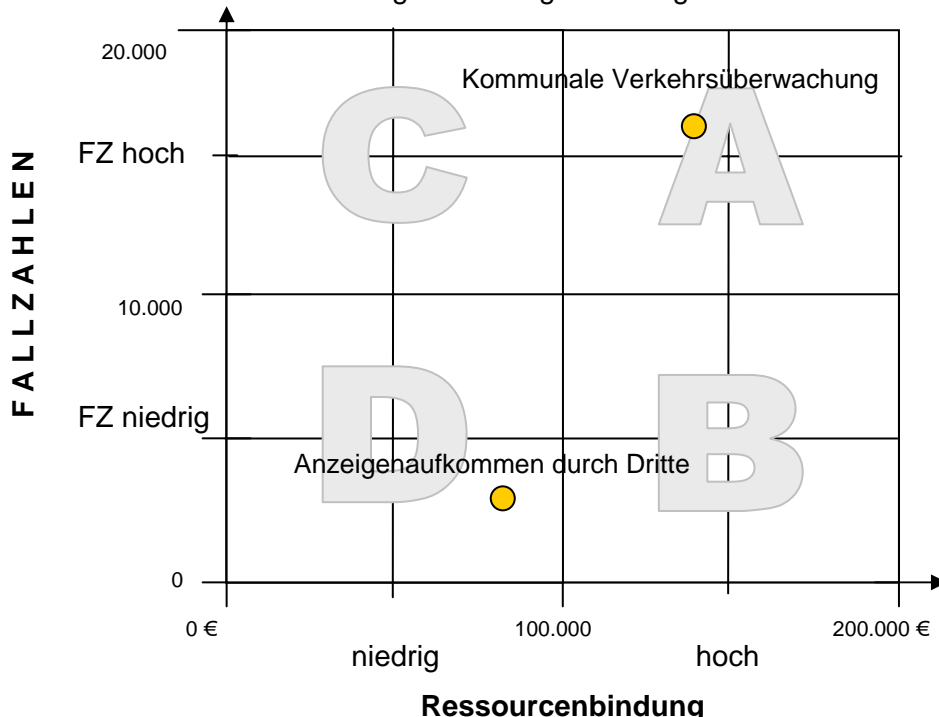 20.000
Kommunale Verkehrsüberwachung
C
A
FZ hoch
FALLZAHLEN
10.000
FZ niedrig
D
B
Anzeigenaufkommen durch Dritte
0
0 €
100.000
200.000 €
niedrig
hoch
Ressourcenbindung